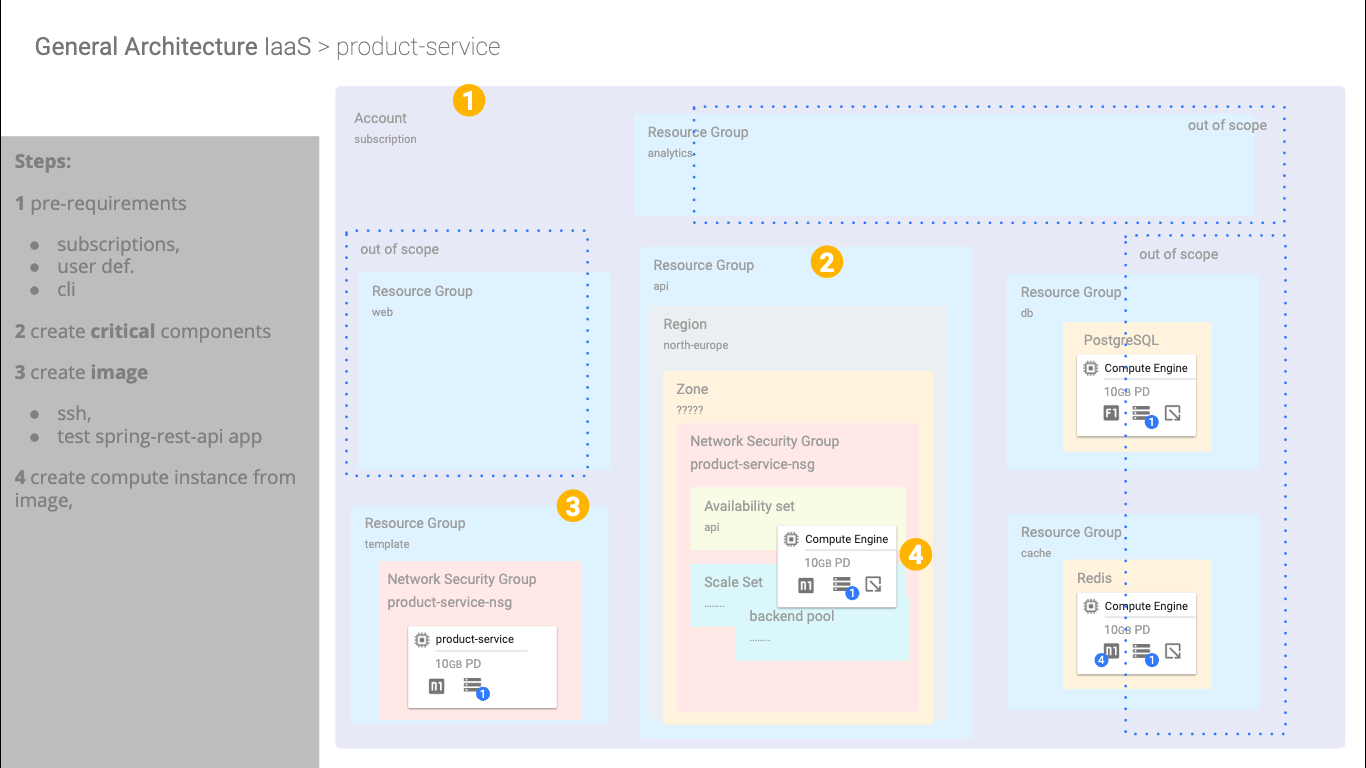 General Architecture IaaS > product-service
Steps:
1 pre-requirements
● subscriptions,
● user def.
● cli
2 create critical components
3 create image
● ssh,
● test spring-rest-api app
4 create compute instance from
image,
1
Account
subscription
Resource Group
analytics
out of scope
out of scope
Resource Group
web
2
Resource Group
api
Region
north-europe
Zone
?????
Network Security Group
product-service-nsg
Availability set
api
Compute Engine
10GB PD
n1
1
4
Scale Set
........
backend pool
........
out of scope
Resource Group
db
PostgreSQL
Compute Engine
10GB PD
F1
1
3
Resource Group
template
Network Security Group
product-service-nsg
product-service
10GB PD
n1
1
Resource Group
cache
Redis
Compute Engine
10GB PD
4
n1
1